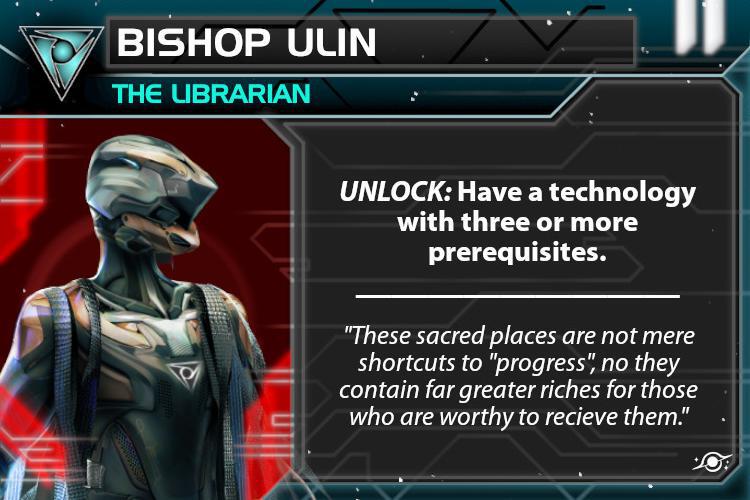 BISHOP ULIN
THE LIBRARIAN
UNLOCK: Have a technology
with three or more
prerequisites.
"These sacred places are not mere
shortcuts to "progress", no they
contain far greater riches for those
who are worthy to recieve them."